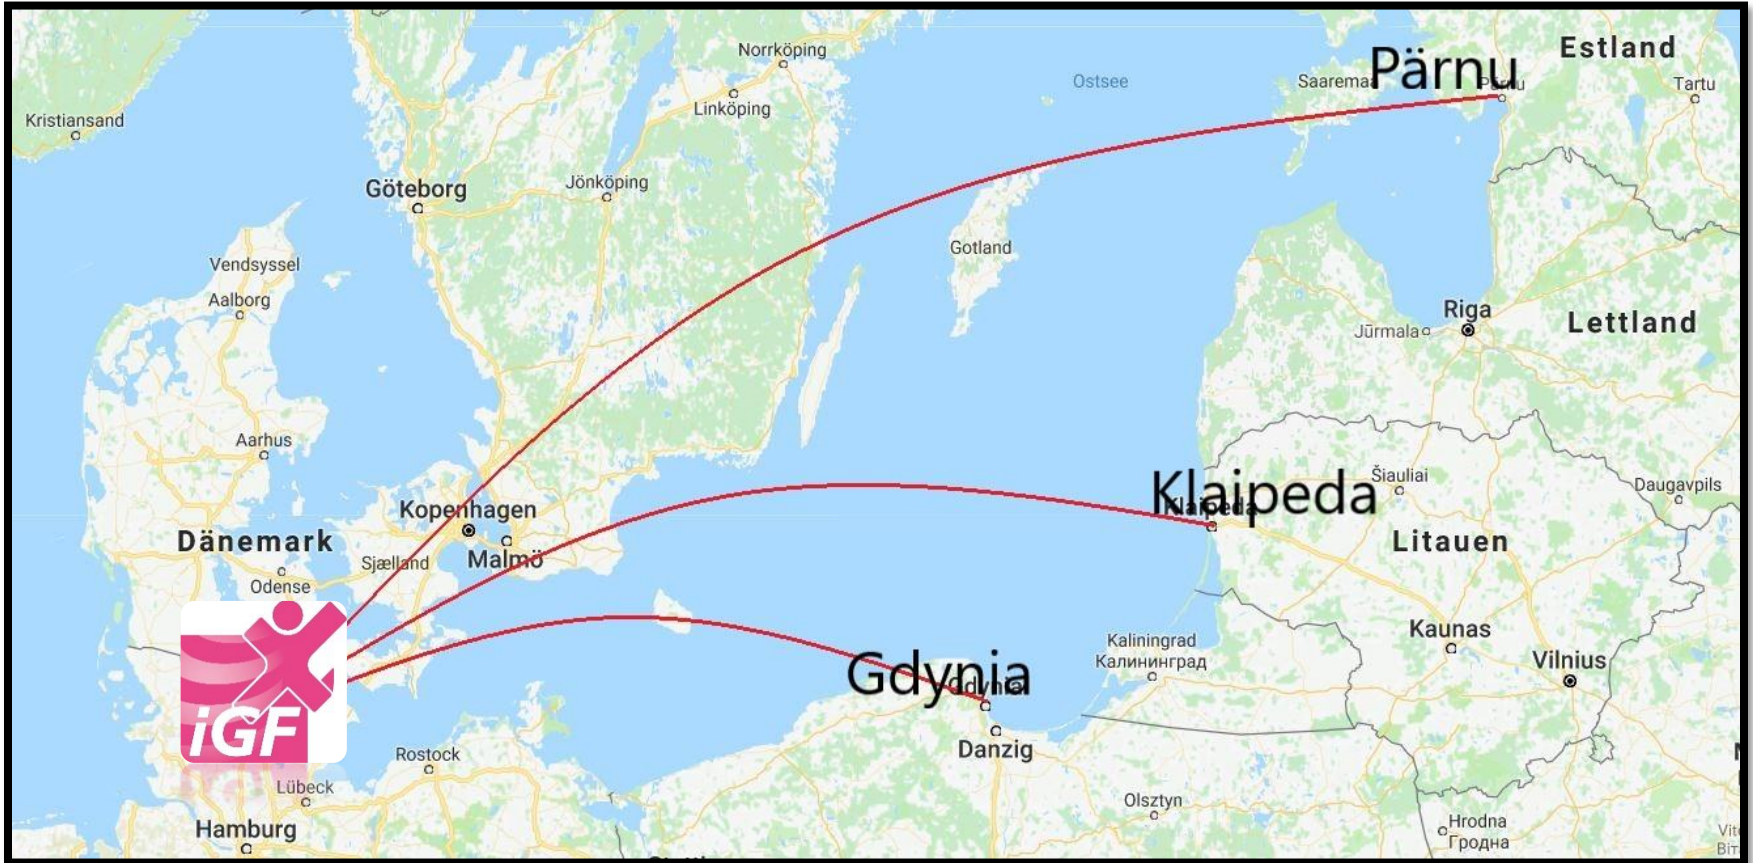 Norrköping
Ostsee
Estland
Pärnu
Saaremaa
Tartu
Linköping
Kristiansand
Göteborg
Jönköping
Gotland
Vendsyssel
Aalborg
Riga
Jūrmala
Lettland
Aarhus
Šiauliai
Klaipeda
Daugavpils
Kopenhagen
Dänemark
Malmö
Sjælland
Litauen
Odense
Kaunas
Kaliningrad
Калининград
Vilnius
Gdynia
iGF
Danzig
Rostock
Lübeck
Olsztyn
Hamburg
Hrodna
Гродна